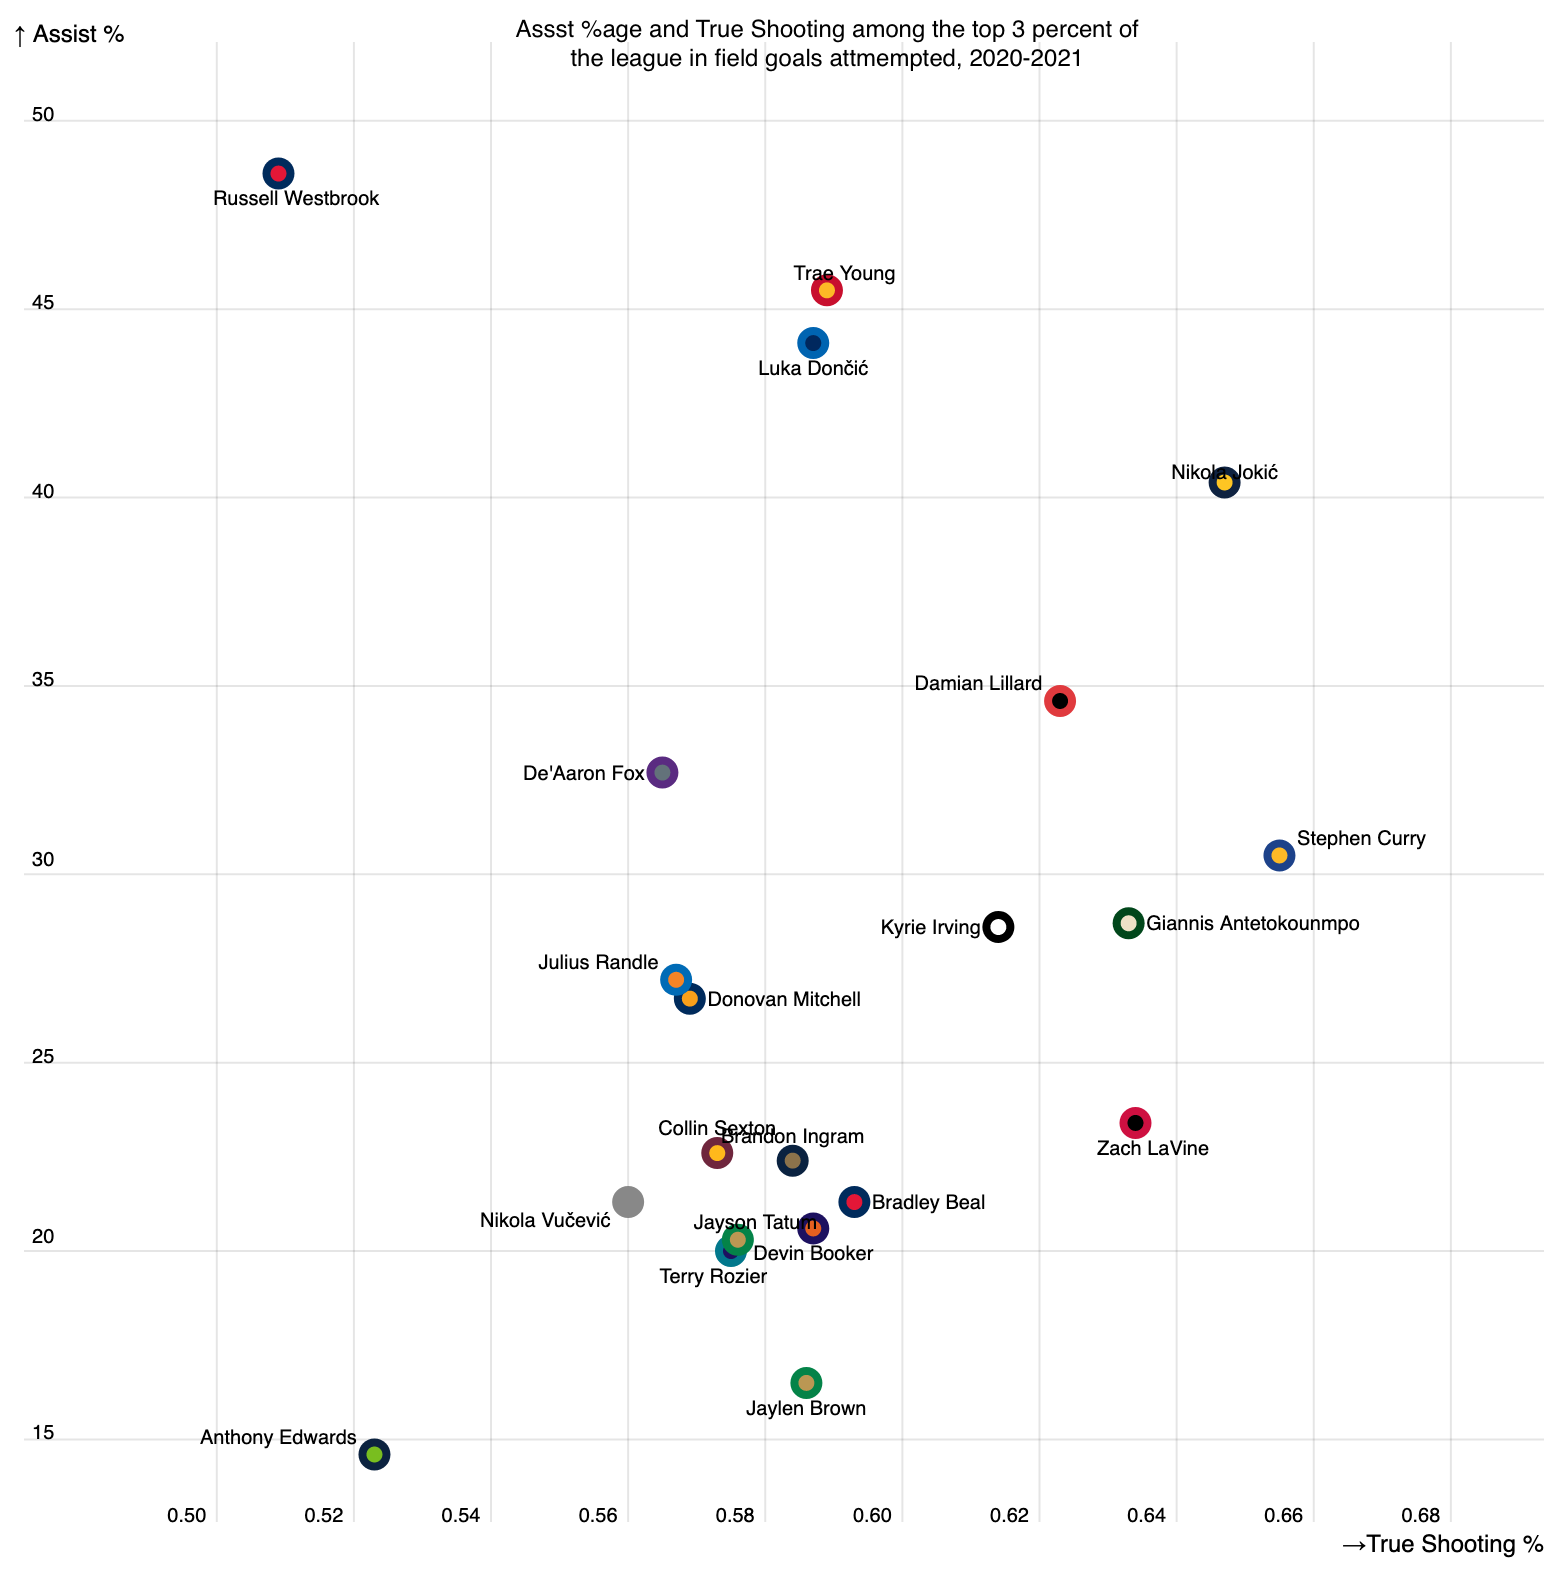 ↑ Assist %
Assst %age and True Shooting among the top 3 percent of
the league in field goals attmempted, 2020-2021
50
Russell Westbrook
Trae Young
45
Luka Dončić
Nikola Jokić
40
35
Damian Lillard
De'Aaron Fox
Stephen Curry
30
Kyrie Irving
Giannis Antetokounmpo
Julius Randle
Donovan Mitchell
25
Collin Sexton
Brandon Ingram
Zach LaVine
Bradley Beal
Nikola Vučević
Jayson Tatum
20
Devin Booker
Terry Rozier
Jaylen Brown
15
Anthony Edwards
0.50 0.52 0.54 0.56 0.58 0.60 0.62 0.64 0.66 0.68
→True Shooting %